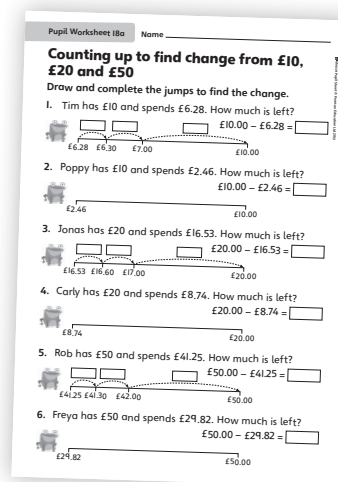 Pupil Worksheet 18a Name
Counting up to find change from £10,
£20 and £50
Draw and complete the jumps to find the change.
1. Tim has £10 and spends £6.28. How much is left?
£10.00 – £6.28 =
£6.28 £6.30 £7.00 £10.00
2. Poppy has £10 and spends £2.46. How much is left?
£10.00 – £2.46 =
£2.46 £10.00
3. Jonas has £20 and spends £16.53. How much is left?
£20.00 – £16.53 =
£16.53 £16.60 £17.00 £20.00
4. Carly has £20 and spends £8.74. How much is left?
£20.00 – £8.74 =
£8.74 £20.00
5. Rob has £50 and spends £41.25. How much is left?
£50.00 – £41.25 =
£41.25 £41.30 £42.00 £50.00
6. Freya has £50 and spends £29.82. How much is left?
£50.00 – £29.82 =
£29.82 £50.00